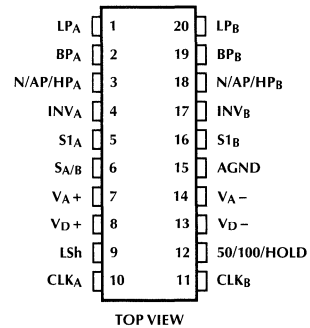 LPA 1 20 LPB
BPA 2 19 BPB
N/AP/HPA 3 18 N/AP/HPB
INVA 4 17 INVB
S1A 5 16 S1B
SA/B 6 15 AGND
VA+ 7 14 VA−
VD+ 8 13 VD−
LSh 9 12 50/100/HOLD
CLKA 10 11 CLKB
TOP VIEW